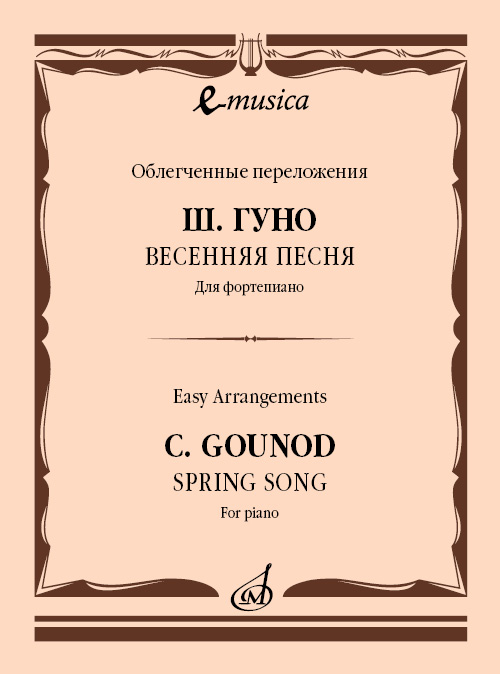 e-musica
Облегченные переложения
Ш. ГУНО
ВЕСЕННЯЯ ПЕСНЯ
Для фортепиано
Easy Arrangements
C. GOUNOD
SPRING SONG
For piano